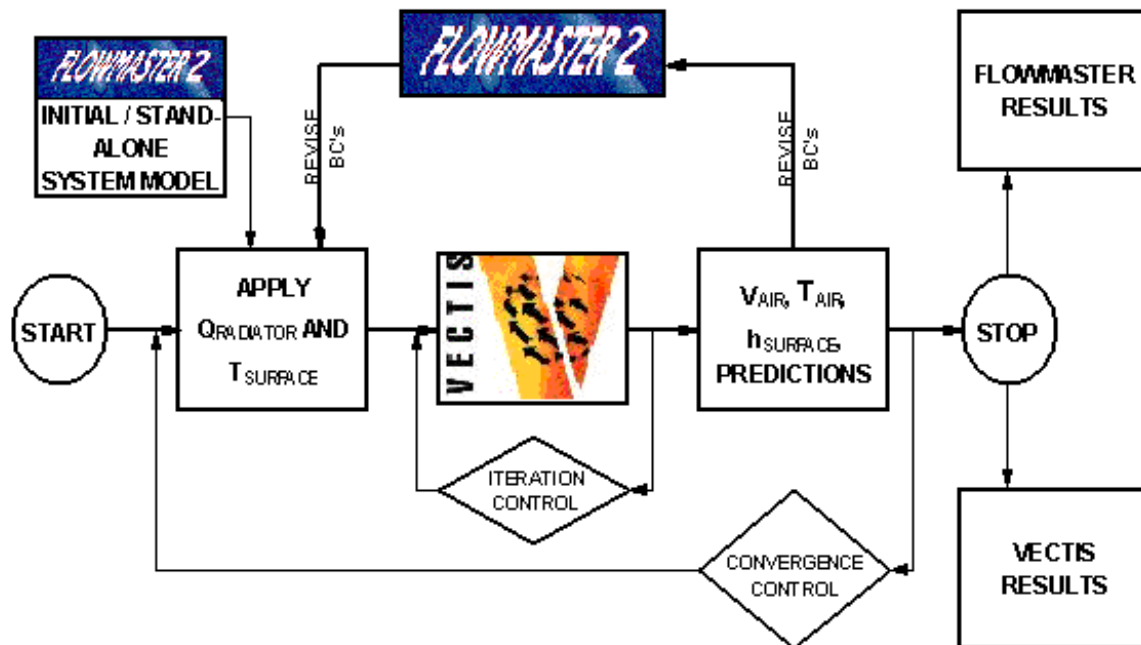 FLOWMASTER 2
INITIAL / STAND-
ALONE
SYSTEM MODEL
FLOWMASTER 2
REVISE
BC's
REVISE
BC's
FLOWMASTER
RESULTS
START
APPLY
QRADIATOR AND
TSURFACE
VECTIS
VAIR, TAIR,
hSURFACE,
PREDICTIONS
STOP
ITERATION
CONTROL
CONVERGENCE
CONTROL
VECTIS
RESULTS